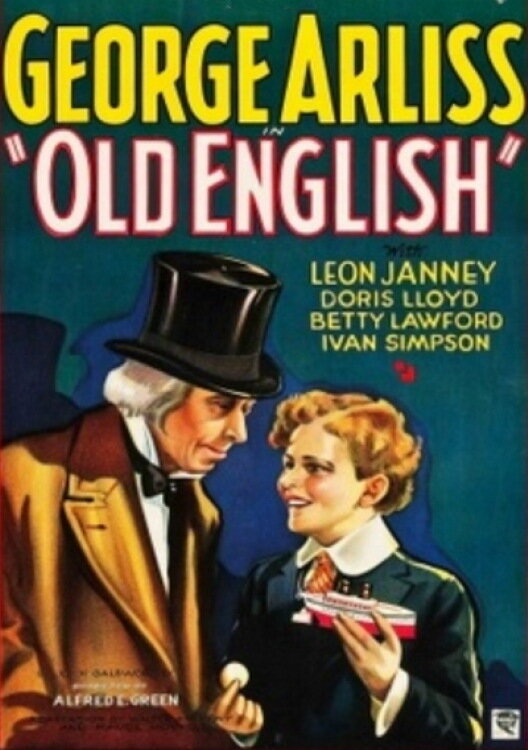 GEORGE ARLISS
IN
"OLD ENGLISH"
With
LEON JANNEY
DORIS LLOYD
BETTY LAWFORD
IVAN SIMPSON
ALFRED E. GREEN